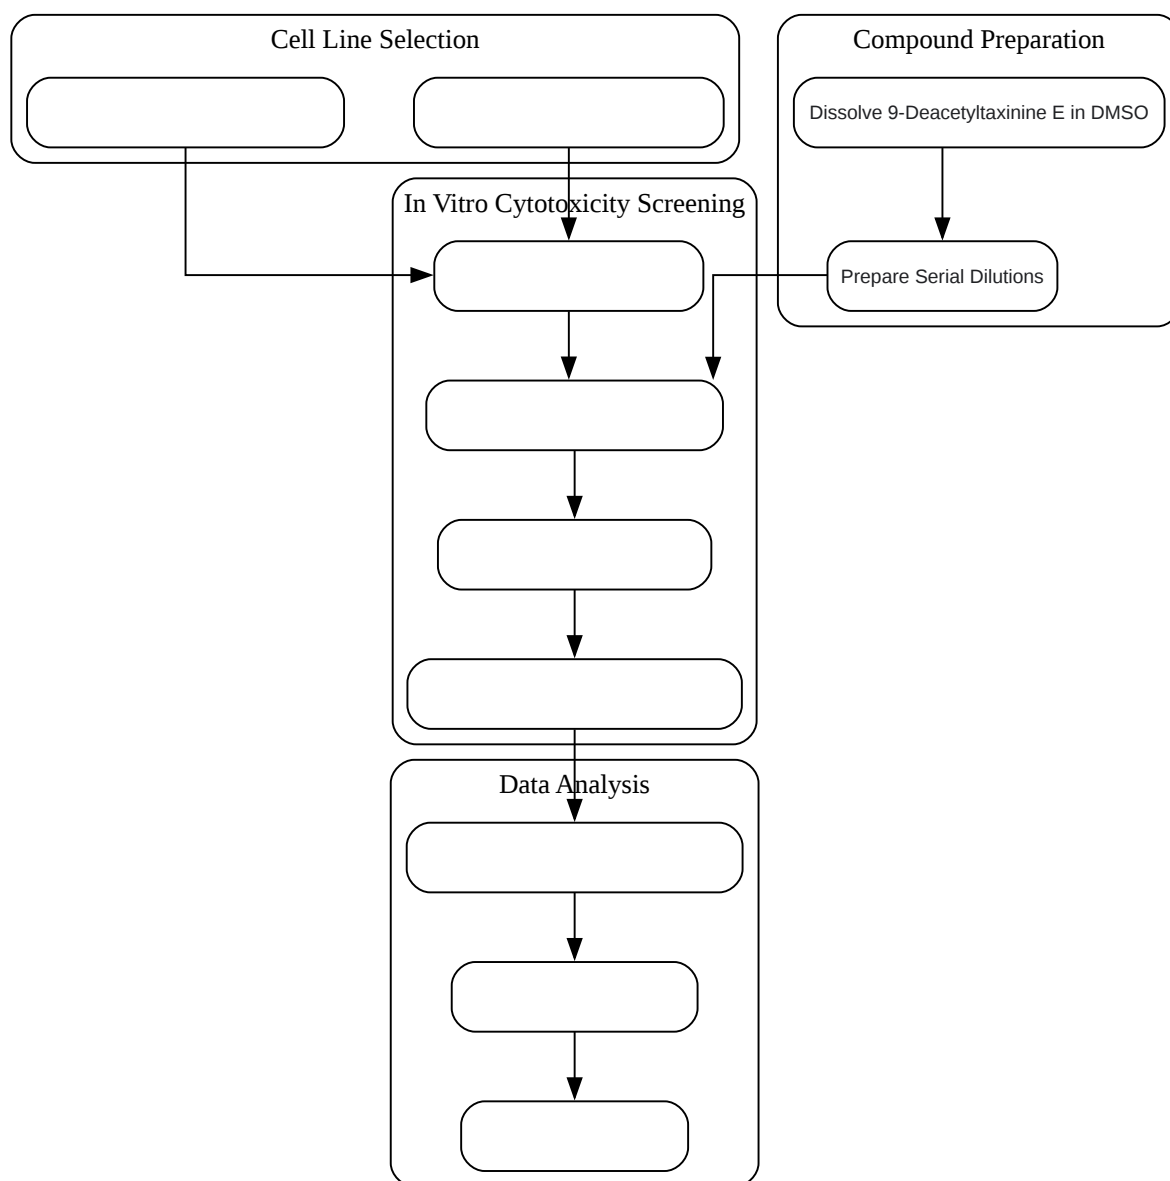 Cell Line Selection
Compound Preparation
Dissolve 9-Deacetyltaxinine E in DMSO
In Vitro Cytotoxicity Screening
Prepare Serial Dilutions
Data Analysis